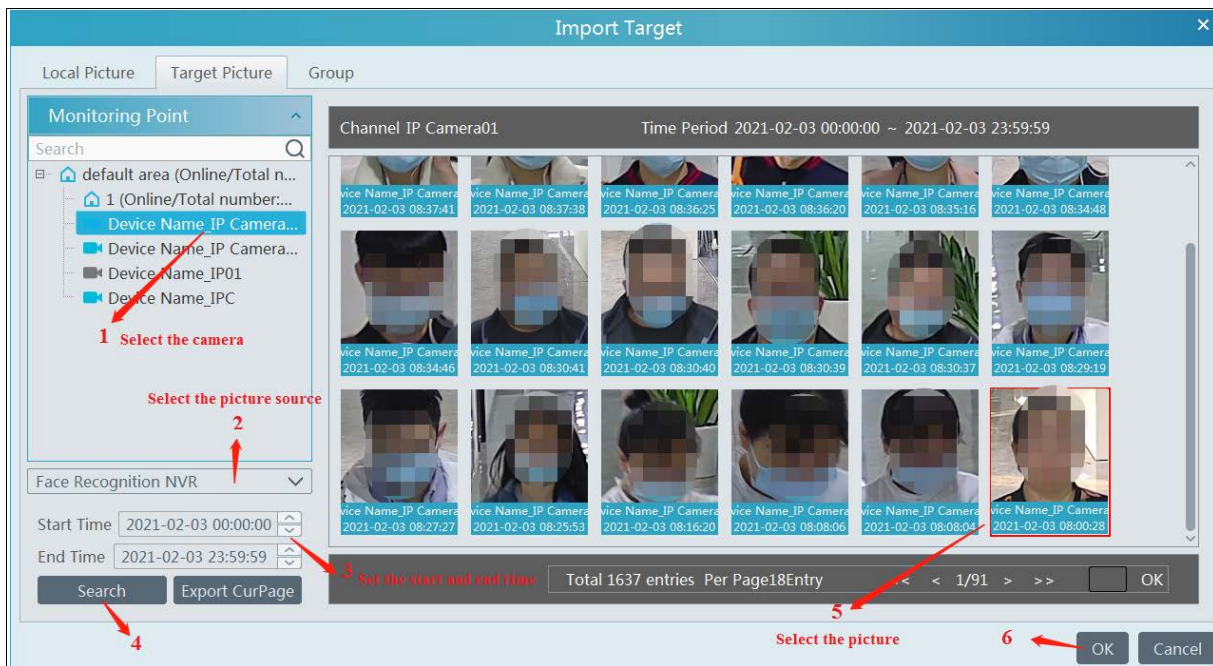 Import Target
Local Picture Target Picture Group
Monitoring Point
Search
default area (Online/Total n...
1 (Online/Total number:...
Device Name_IP Camera...
Device Name_IP Camera...
Device Name_IP01
Device Name_IPC
1 Select the camera
Select the picture source
2
Face Recognition NVR
Start Time 2021-02-03 00:00:00
End Time 2021-02-03 23:59:59
3 Set the start and end time
Search Export CurPage
4
Channel IP Camera01 Time Period 2021-02-03 00:00:00 ~ 2021-02-03 23:59:59
vice Name_IP Camera vice Name_IP Camera vice Name_IP Camera vice Name_IP Camera vice Name_IP Camera vice Name_IP Camera
2021-02-03 08:37:41 2021-02-03 08:37:38 2021-02-03 08:36:25 2021-02-03 08:36:20 2021-02-03 08:35:16 2021-02-03 08:34:48
vice Name_IP Camera vice Name_IP Camera vice Name_IP Camera vice Name_IP Camera vice Name_IP Camera vice Name_IP Camera
2021-02-03 08:34:46 2021-02-03 08:30:41 2021-02-03 08:30:40 2021-02-03 08:30:39 2021-02-03 08:30:37 2021-02-03 08:29:19
vice Name_IP Camera vice Name_IP Camera vice Name_IP Camera vice Name_IP Camera vice Name_IP Camera vice Name_IP Camera
2021-02-03 08:27:27 2021-02-03 08:25:53 2021-02-03 08:16:20 2021-02-03 08:08:06 2021-02-03 08:08:04 2021-02-03 08:00:28
Total 1637 entries Per Page18Entry < 1/91 > >> OK
5
Select the picture
6
OK Cancel